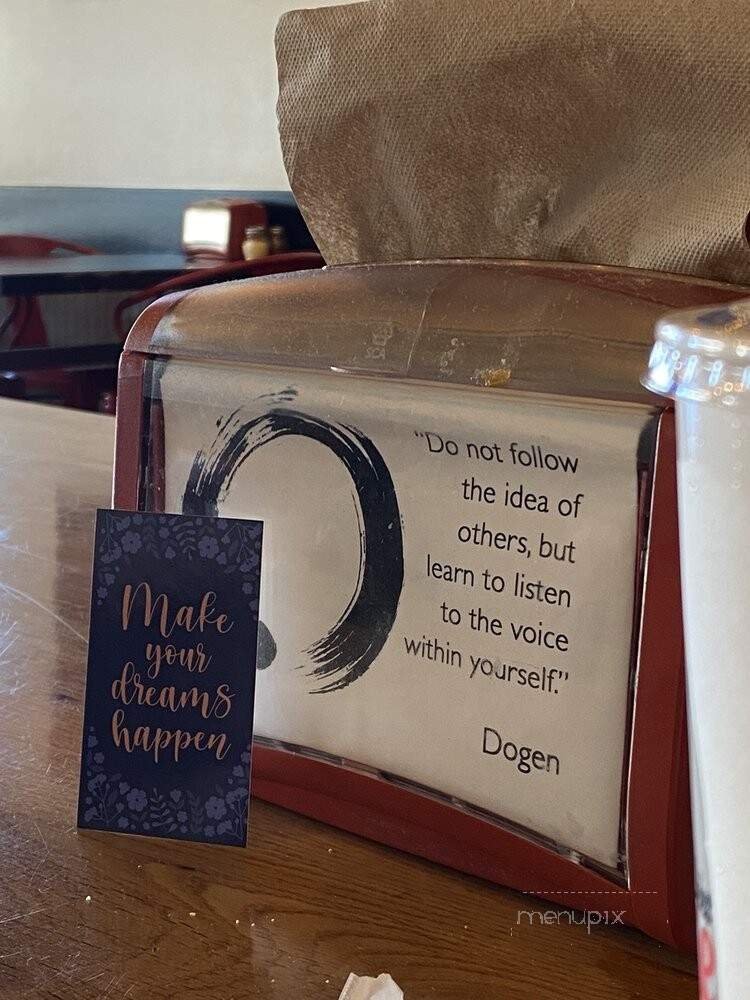 "Do not follow
the idea of
others, but
learn to listen
to the voice
within yourself."
Dogen
Make
your
dreams
happen
menupix